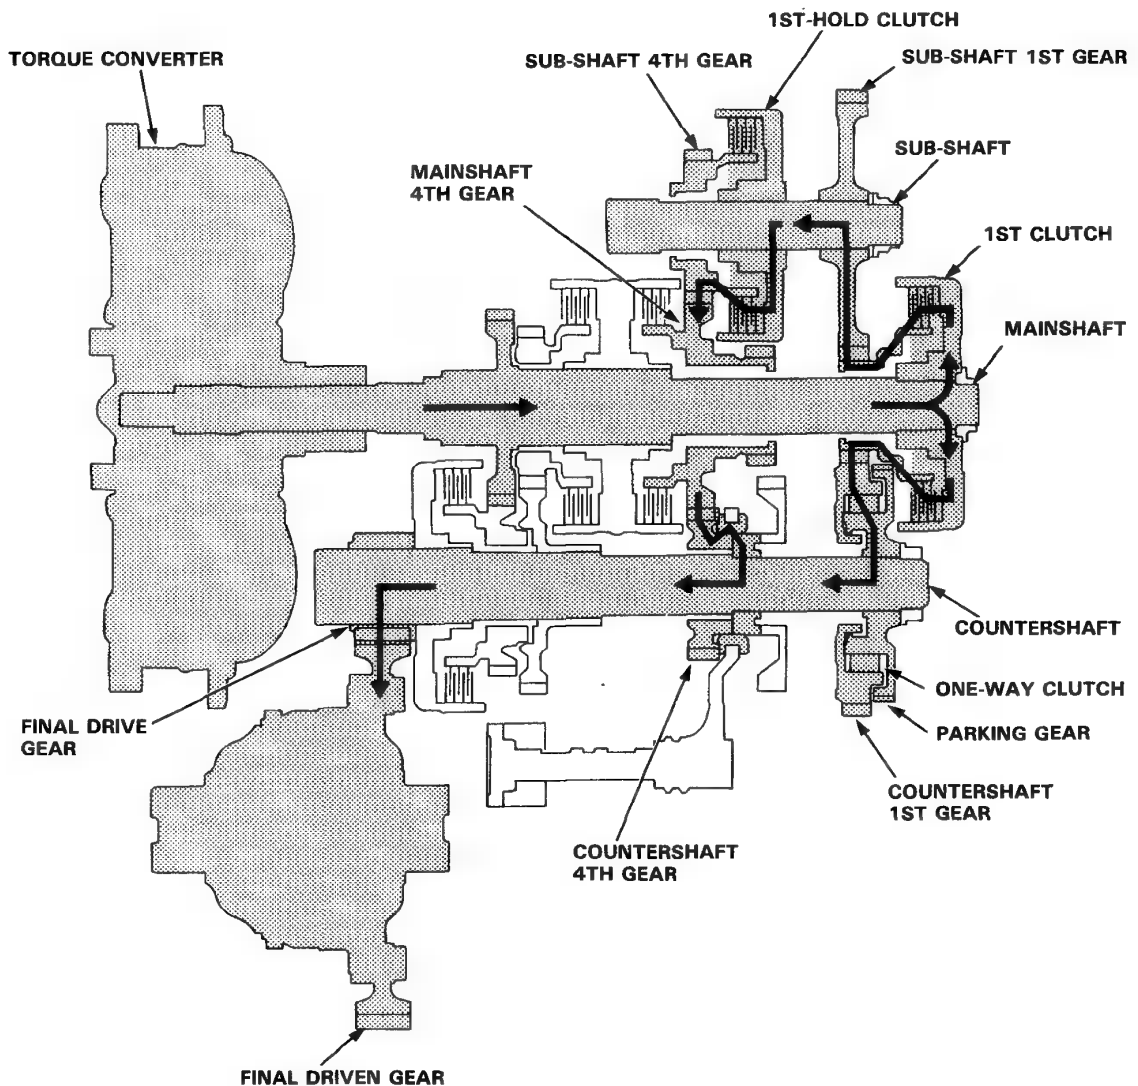 1ST-HOLD CLUTCH
TORQUE CONVERTER
SUB-SHAFT 4TH GEAR
SUB-SHAFT 1ST GEAR
SUB-SHAFT
MAINSHAFT
4TH GEAR
1ST CLUTCH
MAINSHAFT
COUNTERSHAFT
ONE-WAY CLUTCH
FINAL DRIVE
GEAR
PARKING GEAR
COUNTERSHAFT
1ST GEAR
COUNTERSHAFT
4TH GEAR
FINAL DRIVEN GEAR